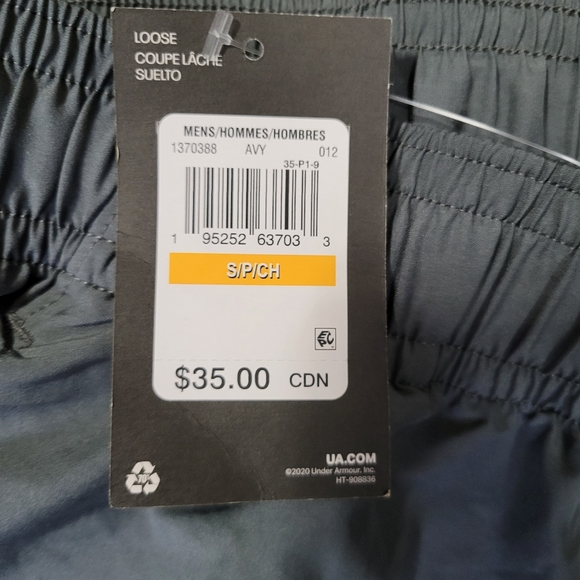 LOOSE
COUPE LÂCHE
SUELTO
MENS/HOMMES/HOMBRES
1370388 AVY 012
35-P1-9
1 95252 63703 3
S/P/CH
$35.00 CDN
UA.COM
©2020 Under Armour, Inc.
HT-908836